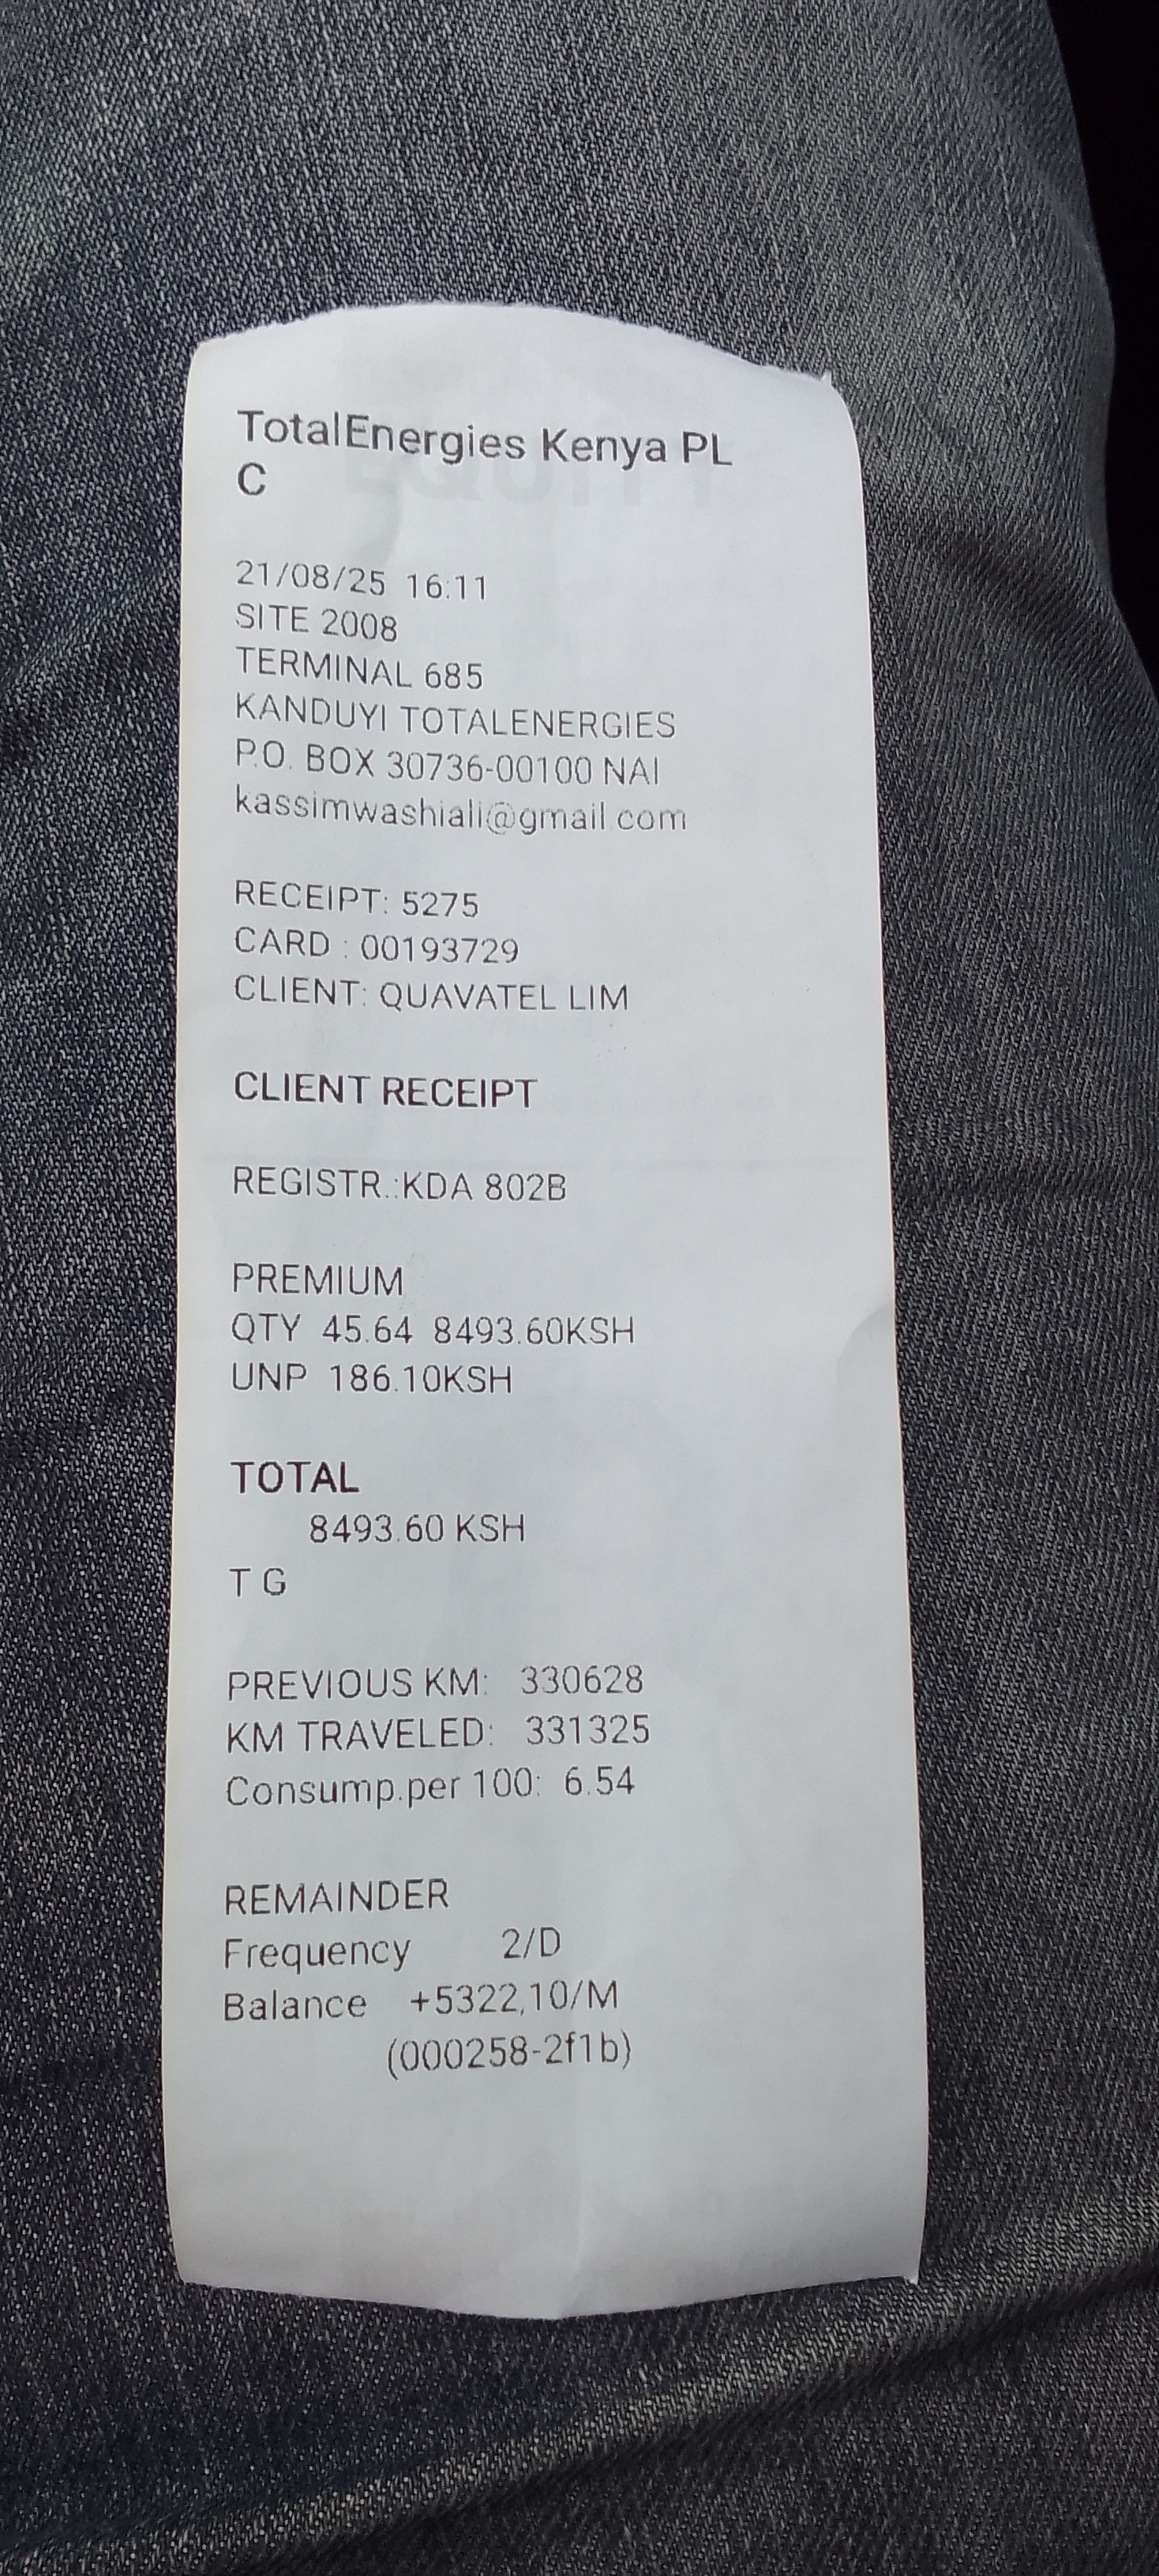 TotalEnergies Kenya PL
C
21/08/25 16:11
SITE 2008
TERMINAL 685
KANDUYI TOTALENERGIES
P.O. BOX 30736-00100 NAI
kassimwashiali@gmail.com
RECEIPT: 5275
CARD : 00193729
CLIENT: QUAVATEL LIM
CLIENT RECEIPT
REGISTR.:KDA 802B
PREMIUM
QTY 45.64 8493.60KSH
UNP 186.10KSH
TOTAL
8493.60 KSH
T G
PREVIOUS KM: 330628
KM TRAVELED: 331325
Consump.per 100: 6.54
REMAINDER
Frequency 2/D
Balance +5322,10/M
(000258-2f1b)